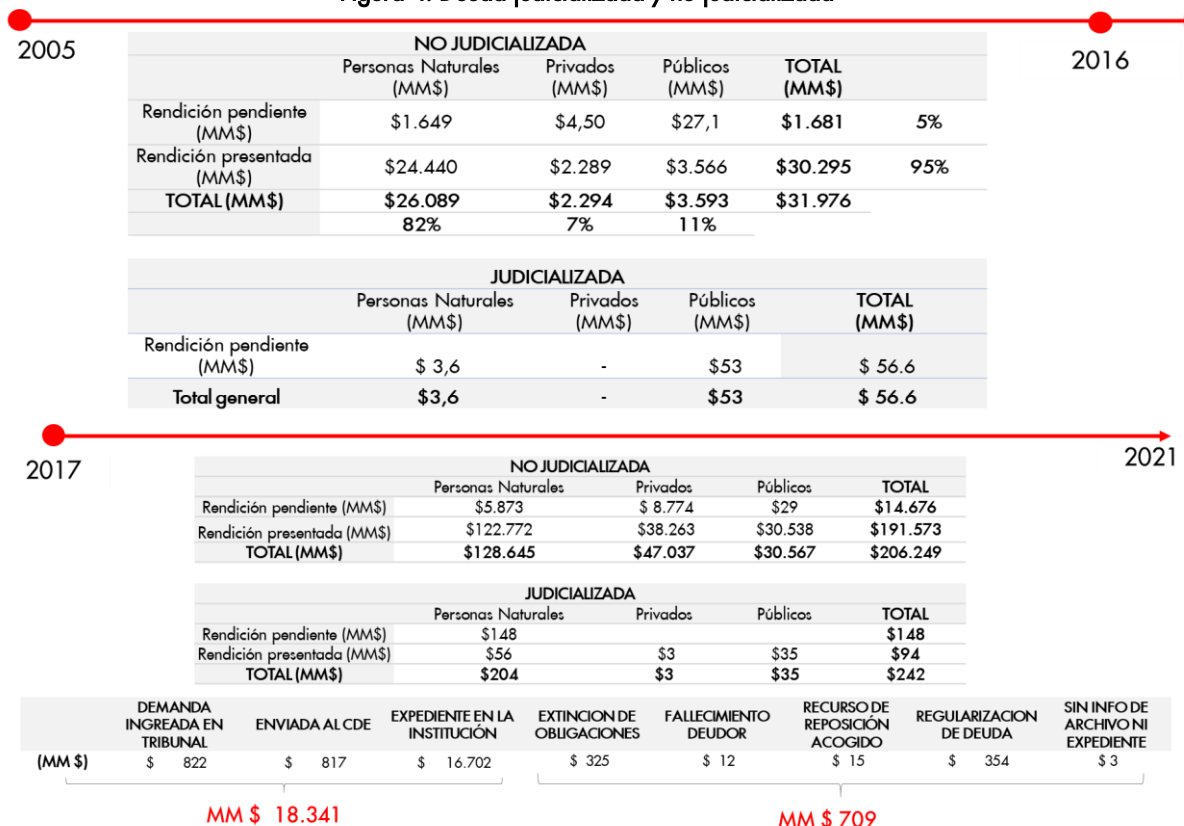 Figura 4: Deuda judicializada y no judicializada
2005
2016
NO JUDICIALIZADA
Personas Naturales (MM$) Privados (MM$) Públicos (MM$) TOTAL (MM$)
Rendición pendiente (MM$) $1.649 $4,50 $27,1 $1.681 5%
Rendición presentada (MM$) $24.440 $2.289 $3.566 $30.295 95%
TOTAL (MM$) $26.089 $2.294 $3.593 $31.976
82% 7% 11%
JUDICIALIZADA
Personas Naturales (MM$) Privados (MM$) Públicos (MM$) TOTAL (MM$)
Rendición pendiente (MM$) $ 3,6 - $53 $ 56.6
Total general $3,6 - $53 $ 56.6
2017
2021
NO JUDICIALIZADA
Personas Naturales Privados Públicos TOTAL
Rendición pendiente (MM$) $5.873 $ 8.774 $29 $14.676
Rendición presentada (MM$) $122.772 $38.263 $30.538 $191.573
TOTAL (MM$) $128.645 $47.037 $30.567 $206.249
JUDICIALIZADA
Personas Naturales Privados Públicos TOTAL
Rendición pendiente (MM$) $148 $148
Rendición presentada (MM$) $56 $3 $35 $94
TOTAL (MM$) $204 $3 $35 $242
DEMANDA INGREADA EN TRIBUNAL ENVIADA AL CDE EXPEDIENTE EN LA INSTITUCIÓN EXTINCION DE OBLIGACIONES FALLECIMIENTO DEUDOR RECURSO DE REPOSICIÓN ACOGIDO REGULARIZACION DE DEUDA SIN INFO DE ARCHIVO NI EXPEDIENTE
(MM $) $ 822 $ 817 $ 16.702 $ 325 $ 12 $ 15 $ 354 $ 3
MM $ 18.341
MM $ 709